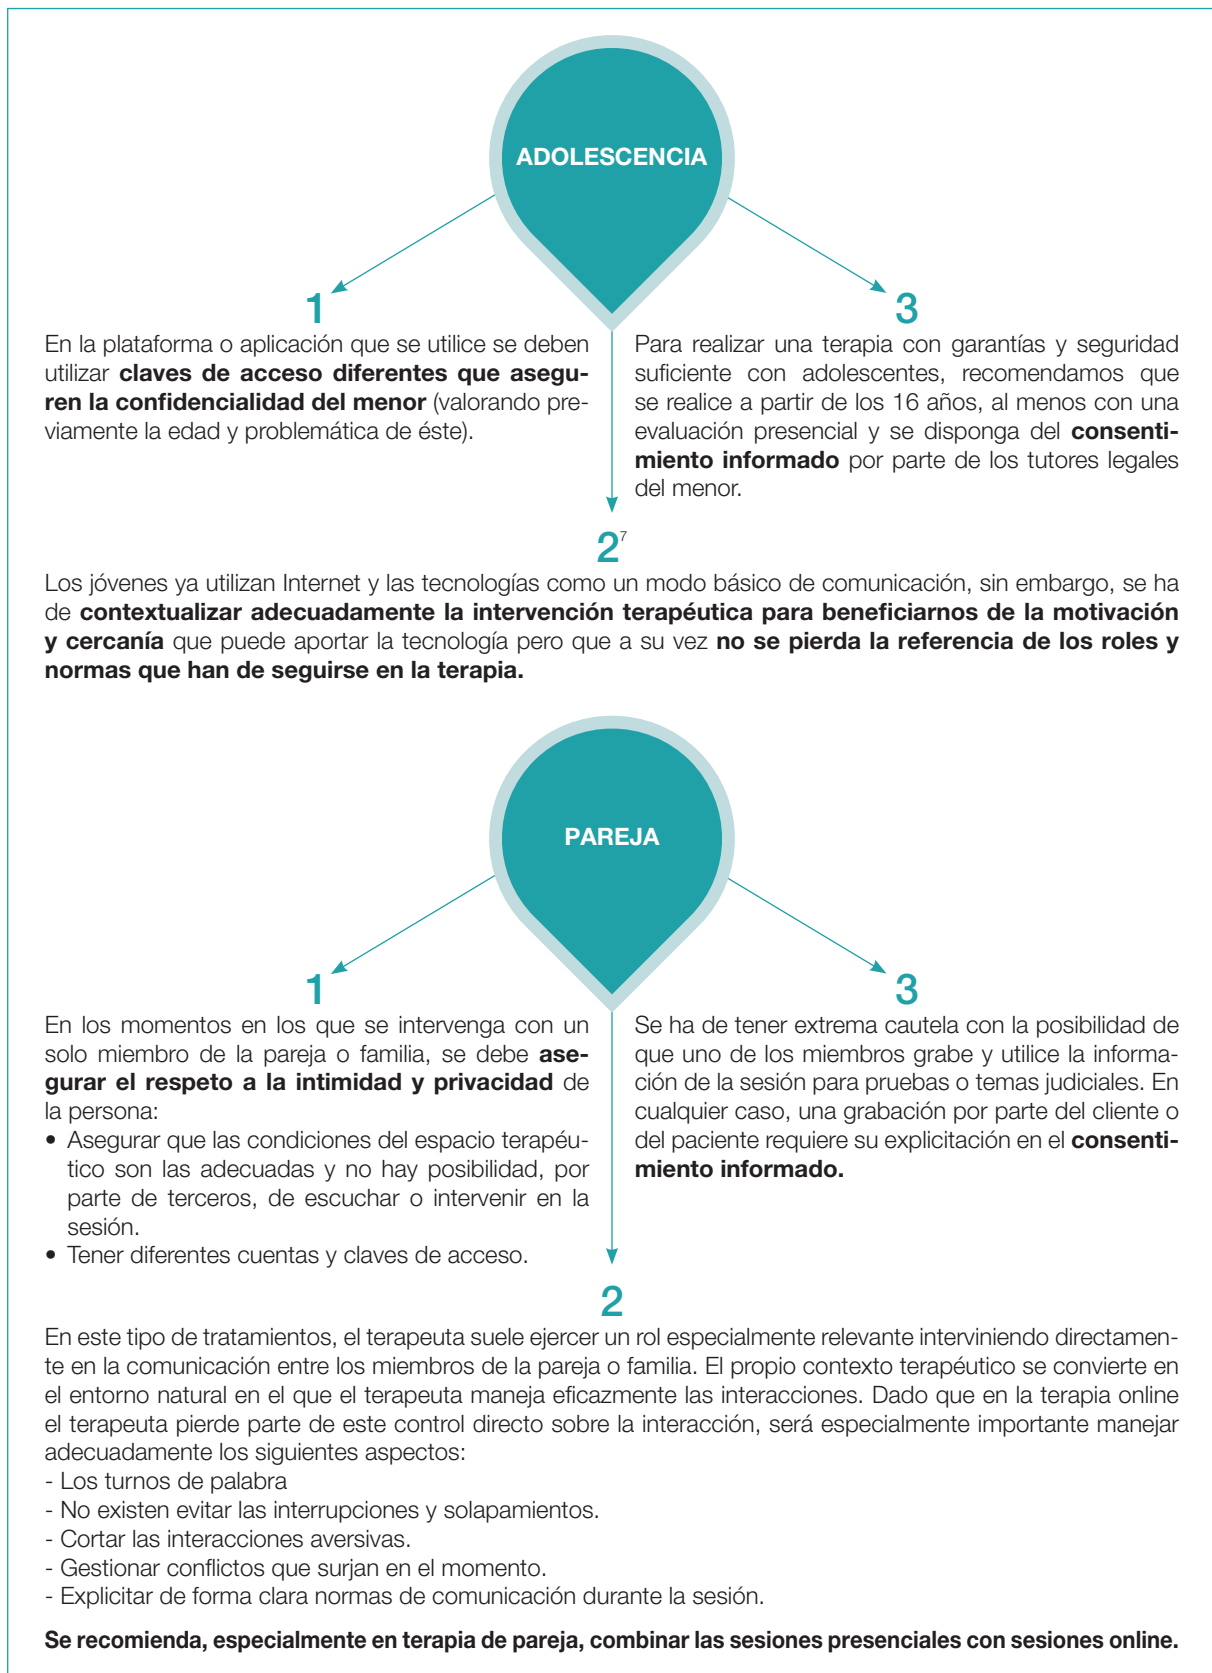 ADOLESCENCIA
1
En la plataforma o aplicación que se utilice se deben
utilizar claves de acceso diferentes que asegu-
ren la confidencialidad del menor (valorando pre-
viamente la edad y problemática de éste).
3
Para realizar una terapia con garantías y seguridad
suficiente con adolescentes, recomendamos que
se realice a partir de los 16 años, al menos con una
evaluación presencial y se disponga del consenti-
miento informado por parte de los tutores legales
del menor.
2⁷
Los jóvenes ya utilizan Internet y las tecnologías como un modo básico de comunicación, sin embargo, se ha
de contextualizar adecuadamente la intervención terapéutica para beneficiarnos de la motivación
y cercanía que puede aportar la tecnología pero que a su vez no se pierda la referencia de los roles y
normas que han de seguirse en la terapia.
PAREJA
1
En los momentos en los que se intervenga con un
solo miembro de la pareja o familia, se debe ase-
gurar el respeto a la intimidad y privacidad de
la persona:
• Asegurar que las condiciones del espacio terapéu-
tico son las adecuadas y no hay posibilidad, por
parte de terceros, de escuchar o intervenir en la
sesión.
• Tener diferentes cuentas y claves de acceso.
3
Se ha de tener extrema cautela con la posibilidad de
que uno de los miembros grabe y utilice la informa-
ción de la sesión para pruebas o temas judiciales. En
cualquier caso, una grabación por parte del cliente o
del paciente requiere su explicitación en el consenti-
miento informado.
2
En este tipo de tratamientos, el terapeuta suele ejercer un rol especialmente relevante interviniendo directamen-
te en la comunicación entre los miembros de la pareja o familia. El propio contexto terapéutico se convierte en
el entorno natural en el que el terapeuta maneja eficazmente las interacciones. Dado que en la terapia online
el terapeuta pierde parte de este control directo sobre la interacción, será especialmente importante manejar
adecuadamente los siguientes aspectos:
- Los turnos de palabra
- No existen evitar las interrupciones y solapamientos.
- Cortar las interacciones aversivas.
- Gestionar conflictos que surjan en el momento.
- Explicitar de forma clara normas de comunicación durante la sesión.
Se recomienda, especialmente en terapia de pareja, combinar las sesiones presenciales con sesiones online.